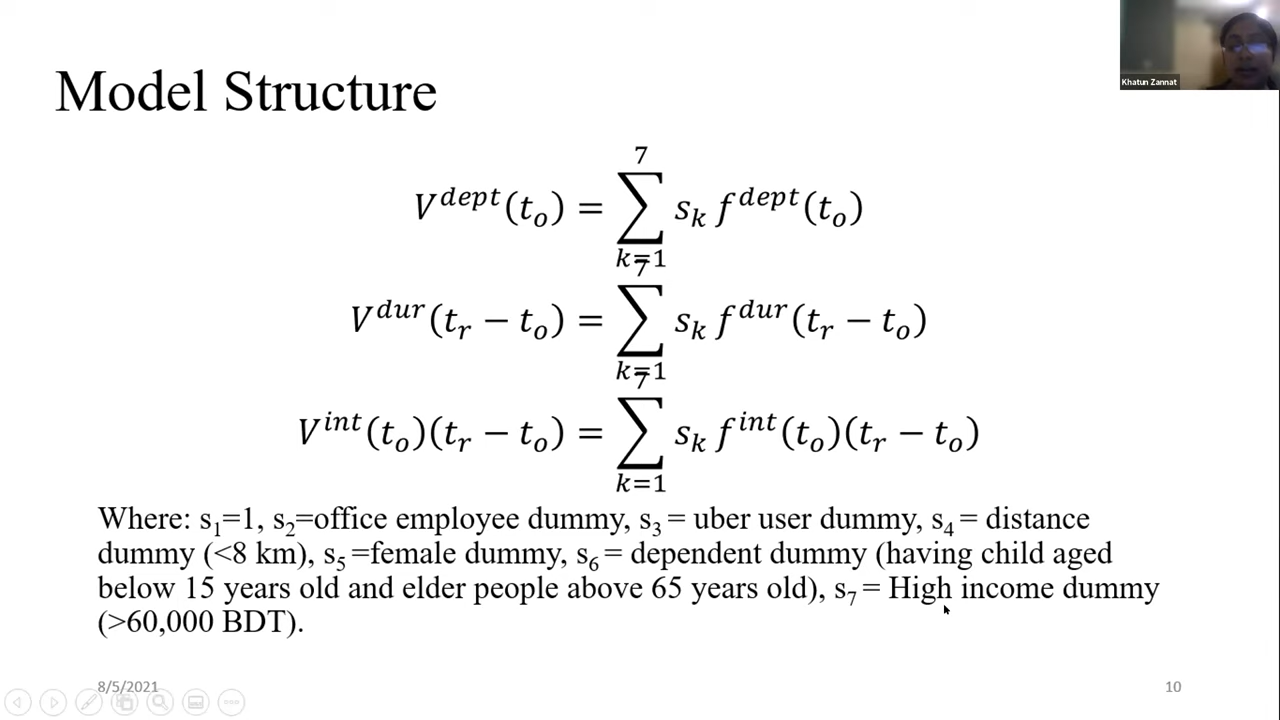 Khatun Zannat
Model Structure
V^{dept}(t_o) = \sum_{k=1}^{7} s_k f^{dept}(t_o)
V^{dur}(t_r − t_o) = \sum_{k=1}^{7} s_k f^{dur}(t_r − t_o)
V^{int}(t_o)(t_r − t_o) = \sum_{k=1}^{7} s_k f^{int}(t_o)(t_r − t_o)
Where: s₁=1, s₂=office employee dummy, s₃ = uber user dummy, s₄ = distance
dummy (<8 km), s₅ =female dummy, s₆ = dependent dummy (having child aged
below 15 years old and elder people above 65 years old), s₇ = High income dummy
(>60,000 BDT).
8/5/2021
10